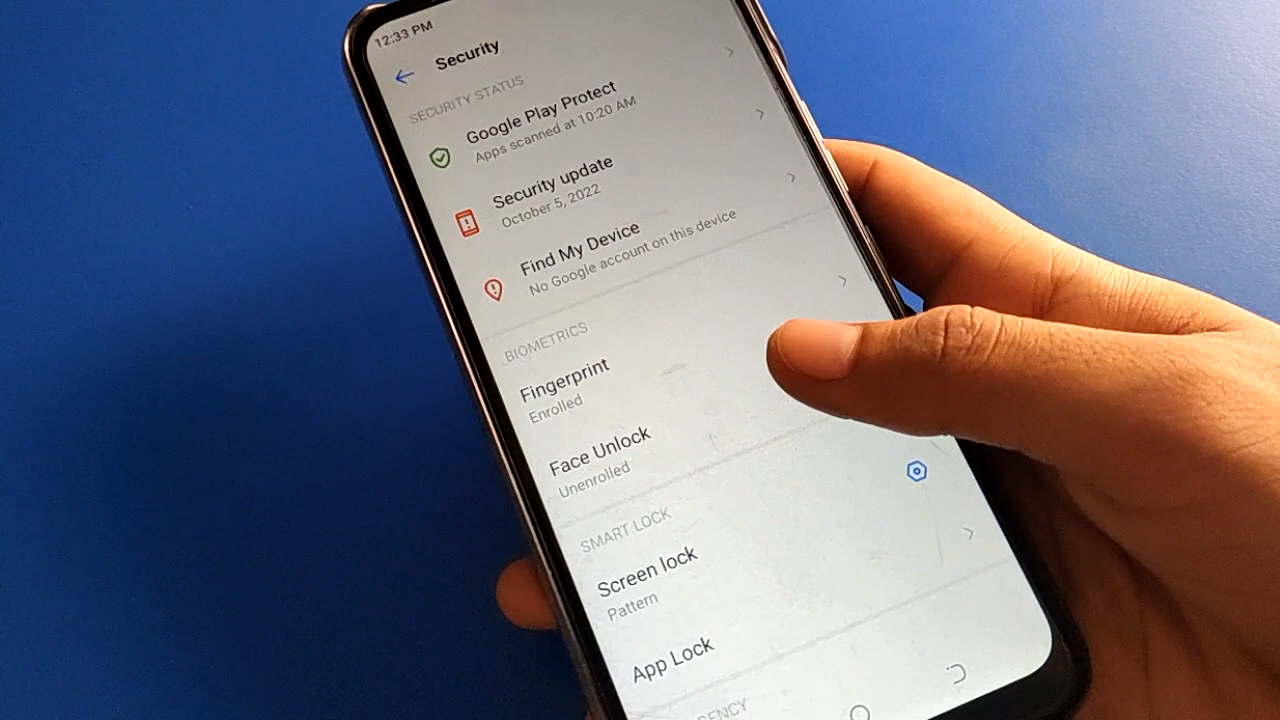 12:33 PM
Security
SECURITY STATUS
Google Play Protect
Apps scanned at 10:20 AM
Security update
October 5, 2022
Find My Device
No Google account on this device
BIOMETRICS
Fingerprint
Enrolled
Face Unlock
Unenrolled
SMART LOCK
Screen lock
Pattern
App Lock